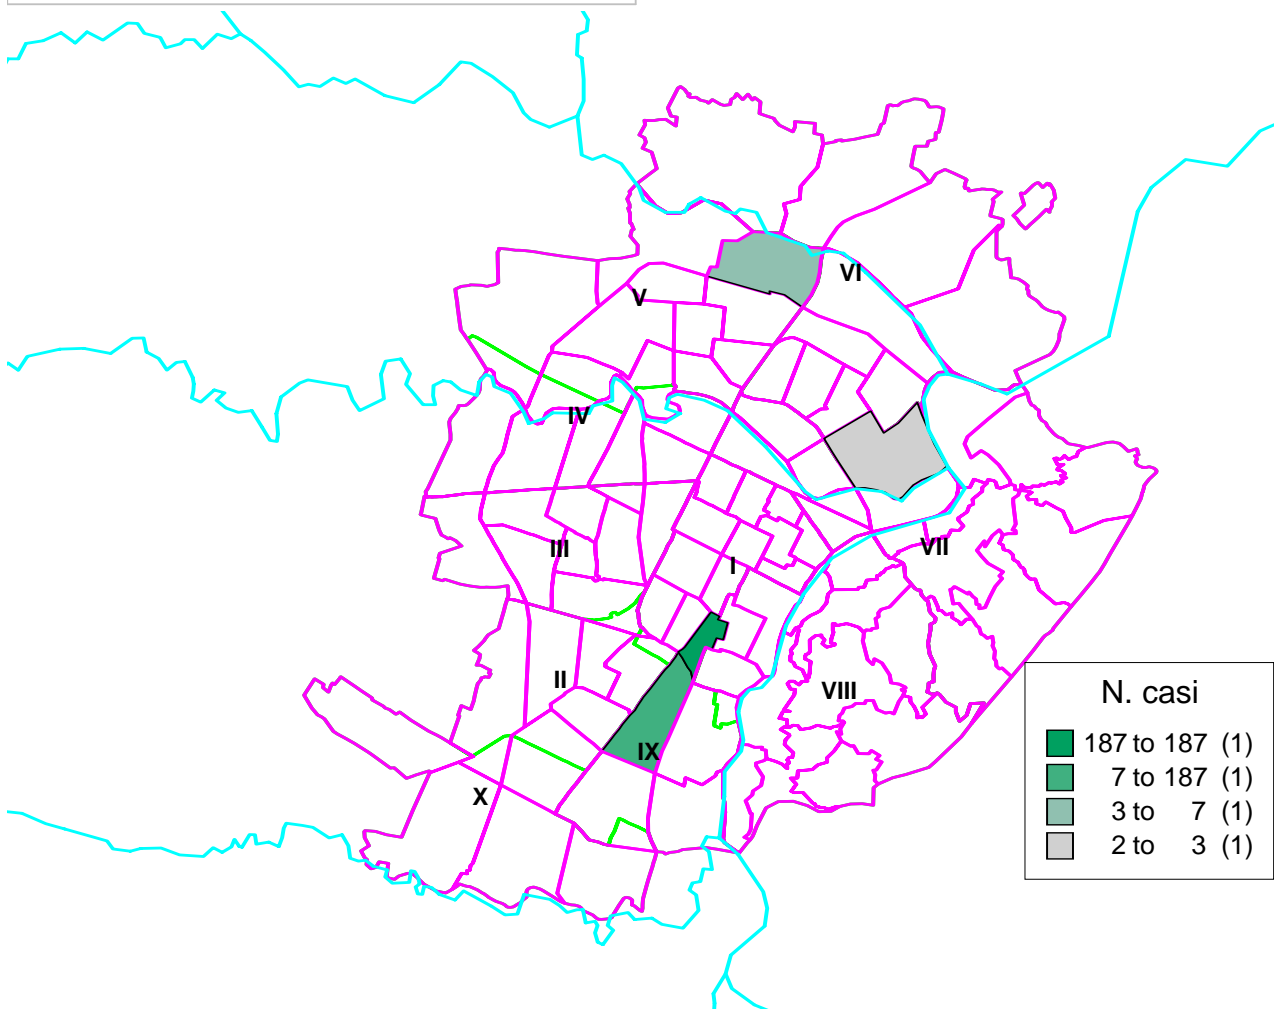 VI
V
IV
III
I
VII
II
VIII
IX
X
N. casi
187 to 187 (1)
7 to 187 (1)
3 to 7 (1)
2 to 3 (1)